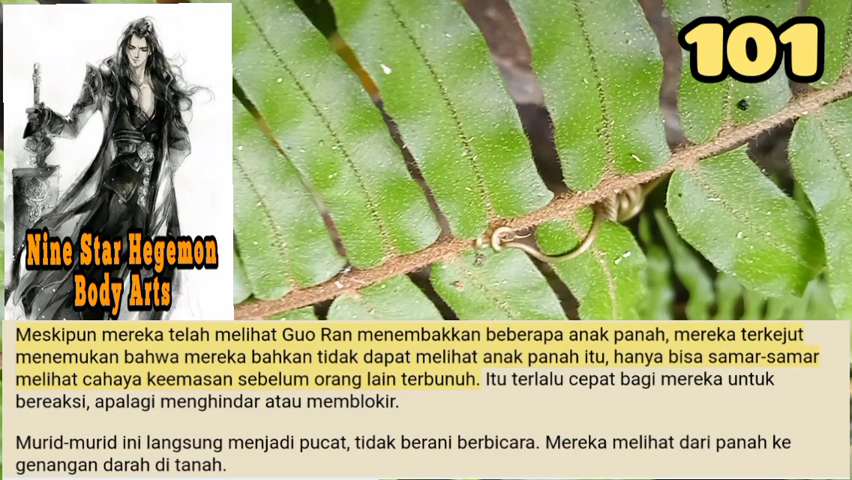 101
Nine Star Hegemon
Body Arts
Meskipun mereka telah melihat Guo Ran menembakkan beberapa anak panah, mereka terkejut
menemukan bahwa mereka bahkan tidak dapat melihat anak panah itu, hanya bisa samar-samar
melihat cahaya keemasan sebelum orang lain terbunuh. Itu terlalu cepat bagi mereka untuk
bereaksi, apalagi menghindar atau memblokir.
Murid-murid ini langsung menjadi pucat, tidak berani berbicara. Mereka melihat dari panah ke
genangan darah di tanah.